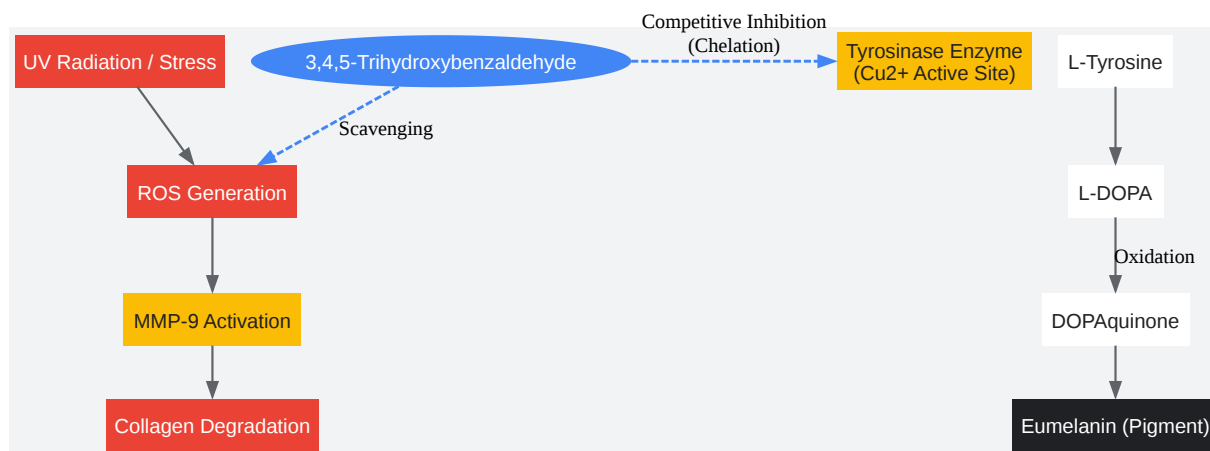 Competitive Inhibition
(Chelation)
UV Radiation / Stress
3,4,5-Trihydroxybenzaldehyde
Tyrosinase Enzyme
(Cu2+ Active Site)
L-Tyrosine
Scavenging
ROS Generation
L-DOPA
Oxidation
MMP-9 Activation
DOPAquinone
Collagen Degradation
Eumelanin (Pigment)